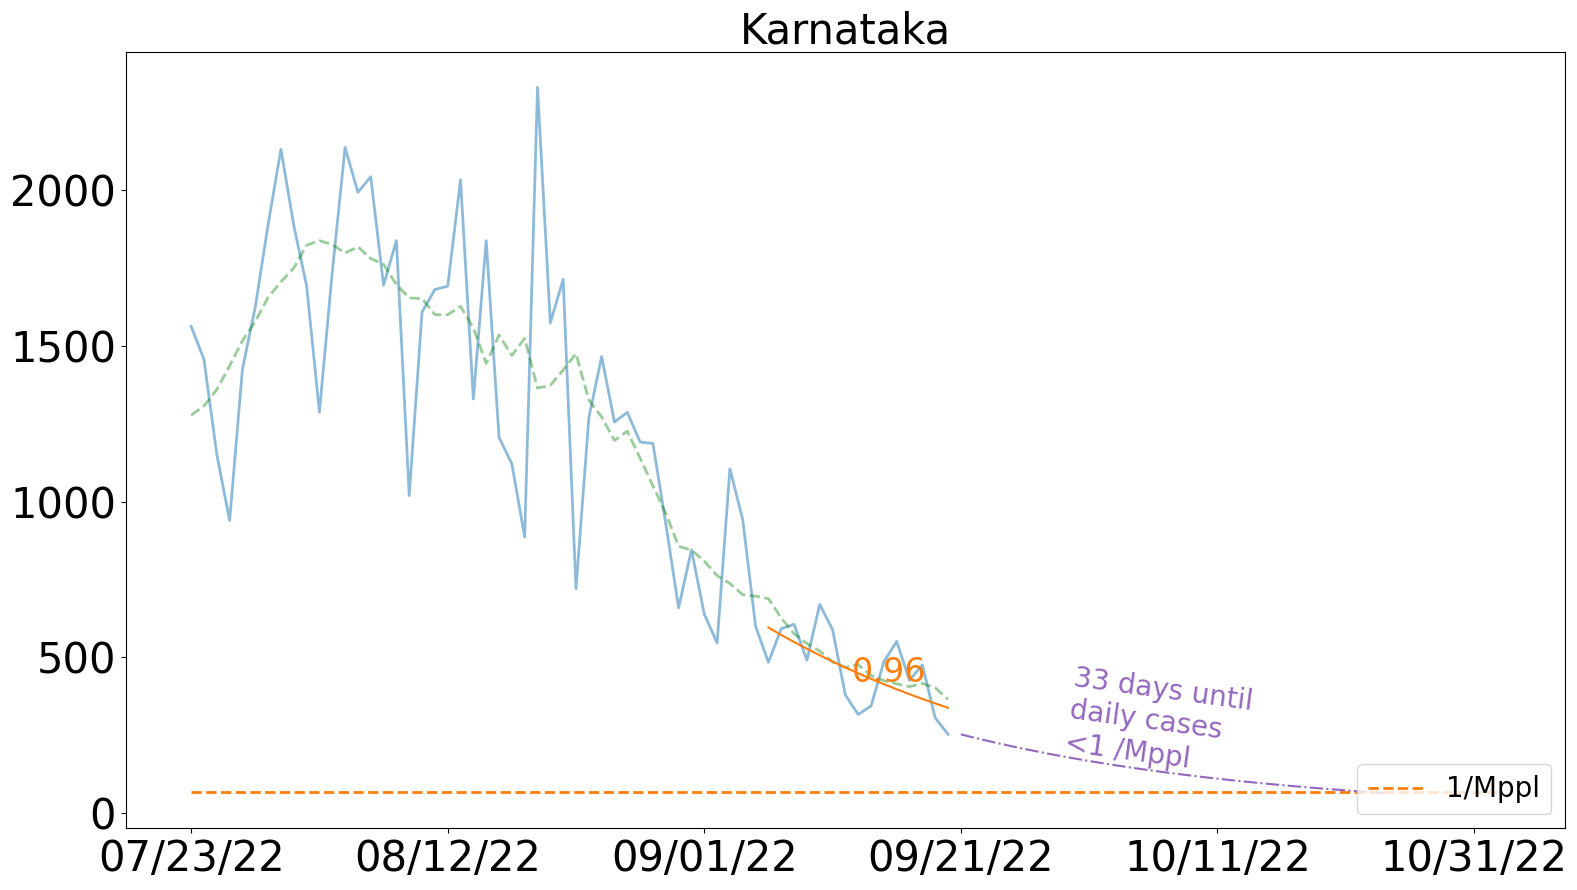 Karnataka
2000
1500
1000
500
0
0.96
33 days until
daily cases
<1 /Mppl
1/Mppl
07/23/22
08/12/22
09/01/22
09/21/22
10/11/22
10/31/22